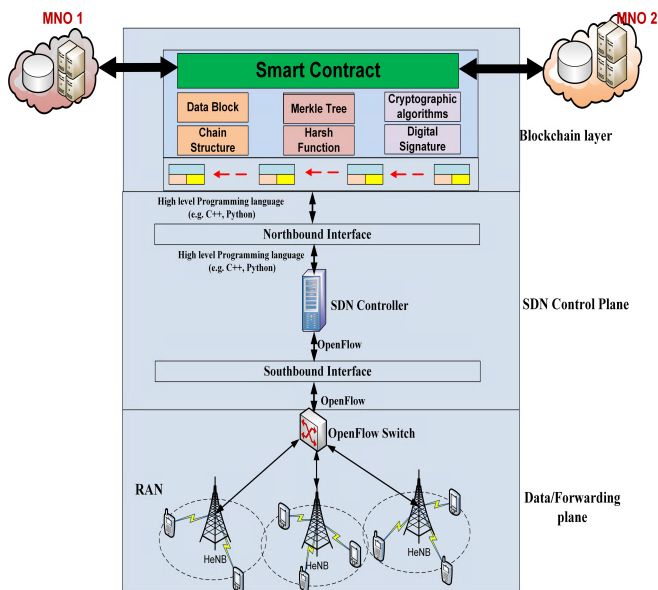 MNO 1
MNO 2
Smart Contract
Data Block
Merkle Tree
Cryptographic
algorithms
Chain
Structure
Harsh
Function
Digital
Signature
Blockchain layer
High level Programming language
(e.g. C++, Python)
Northbound Interface
High level Programming language
(e.g. C++, Python)
SDN Controller
SDN Control Plane
OpenFlow
Southbound Interface
OpenFlow
OpenFlow Switch
RAN
Data/Forwarding
plane
HeNB
HeNB
HeNB